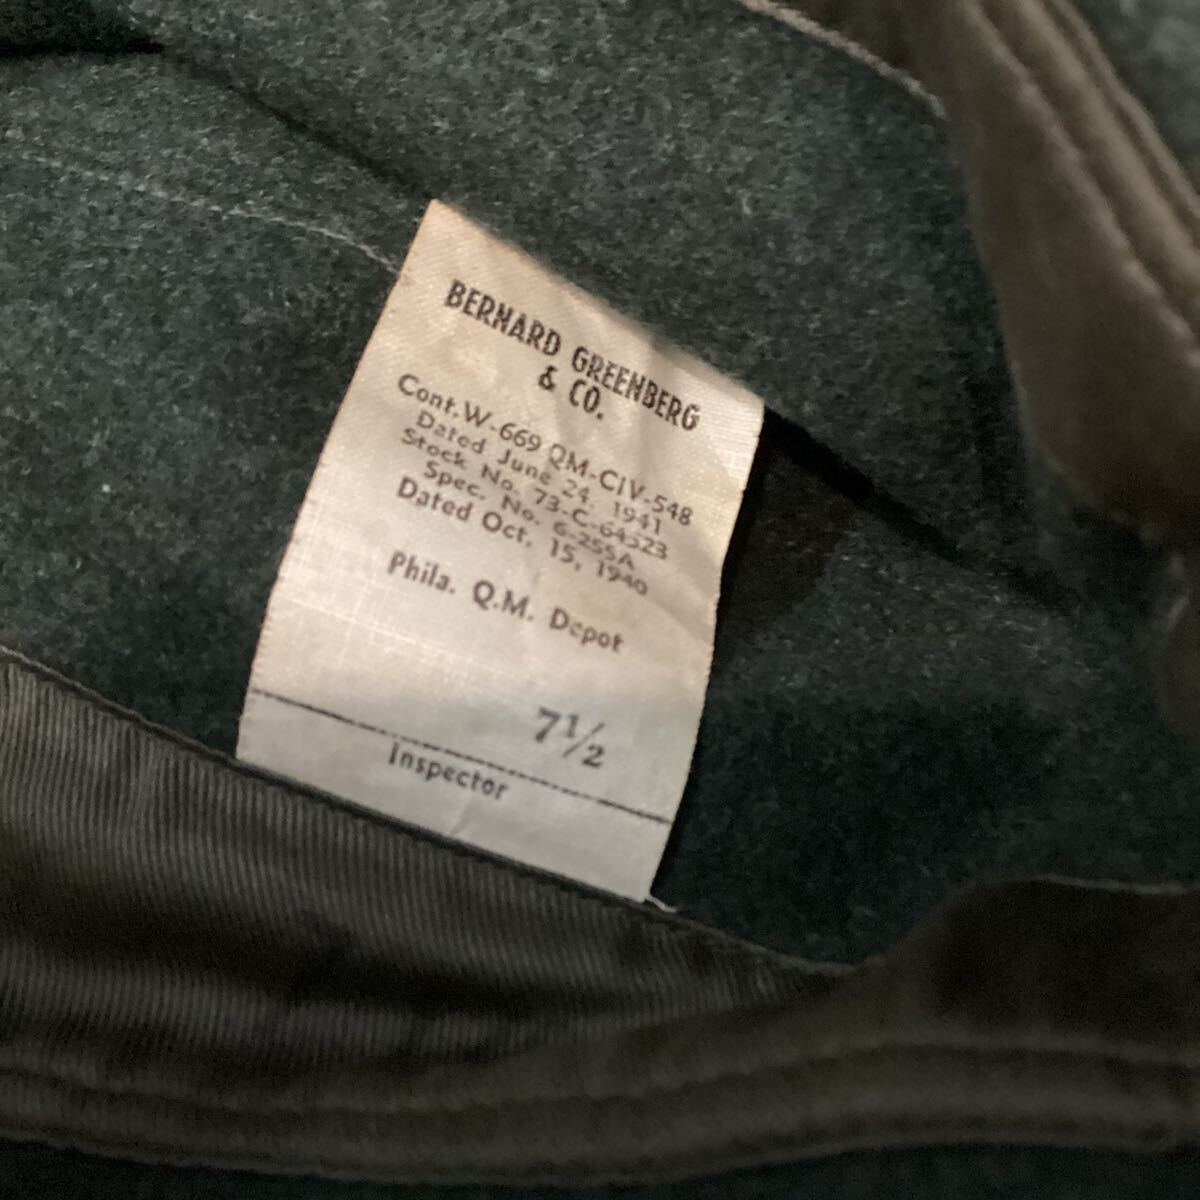 BERNARD GREENBERG
& CO.
Cont. W-669 QM-CIV-548
Dated June 24, 1941
Stock No. 73-C-64523
Spec. No. 6-255A
Dated Oct. 15, 1940
Phila. Q.M. Depot
7½
Inspector